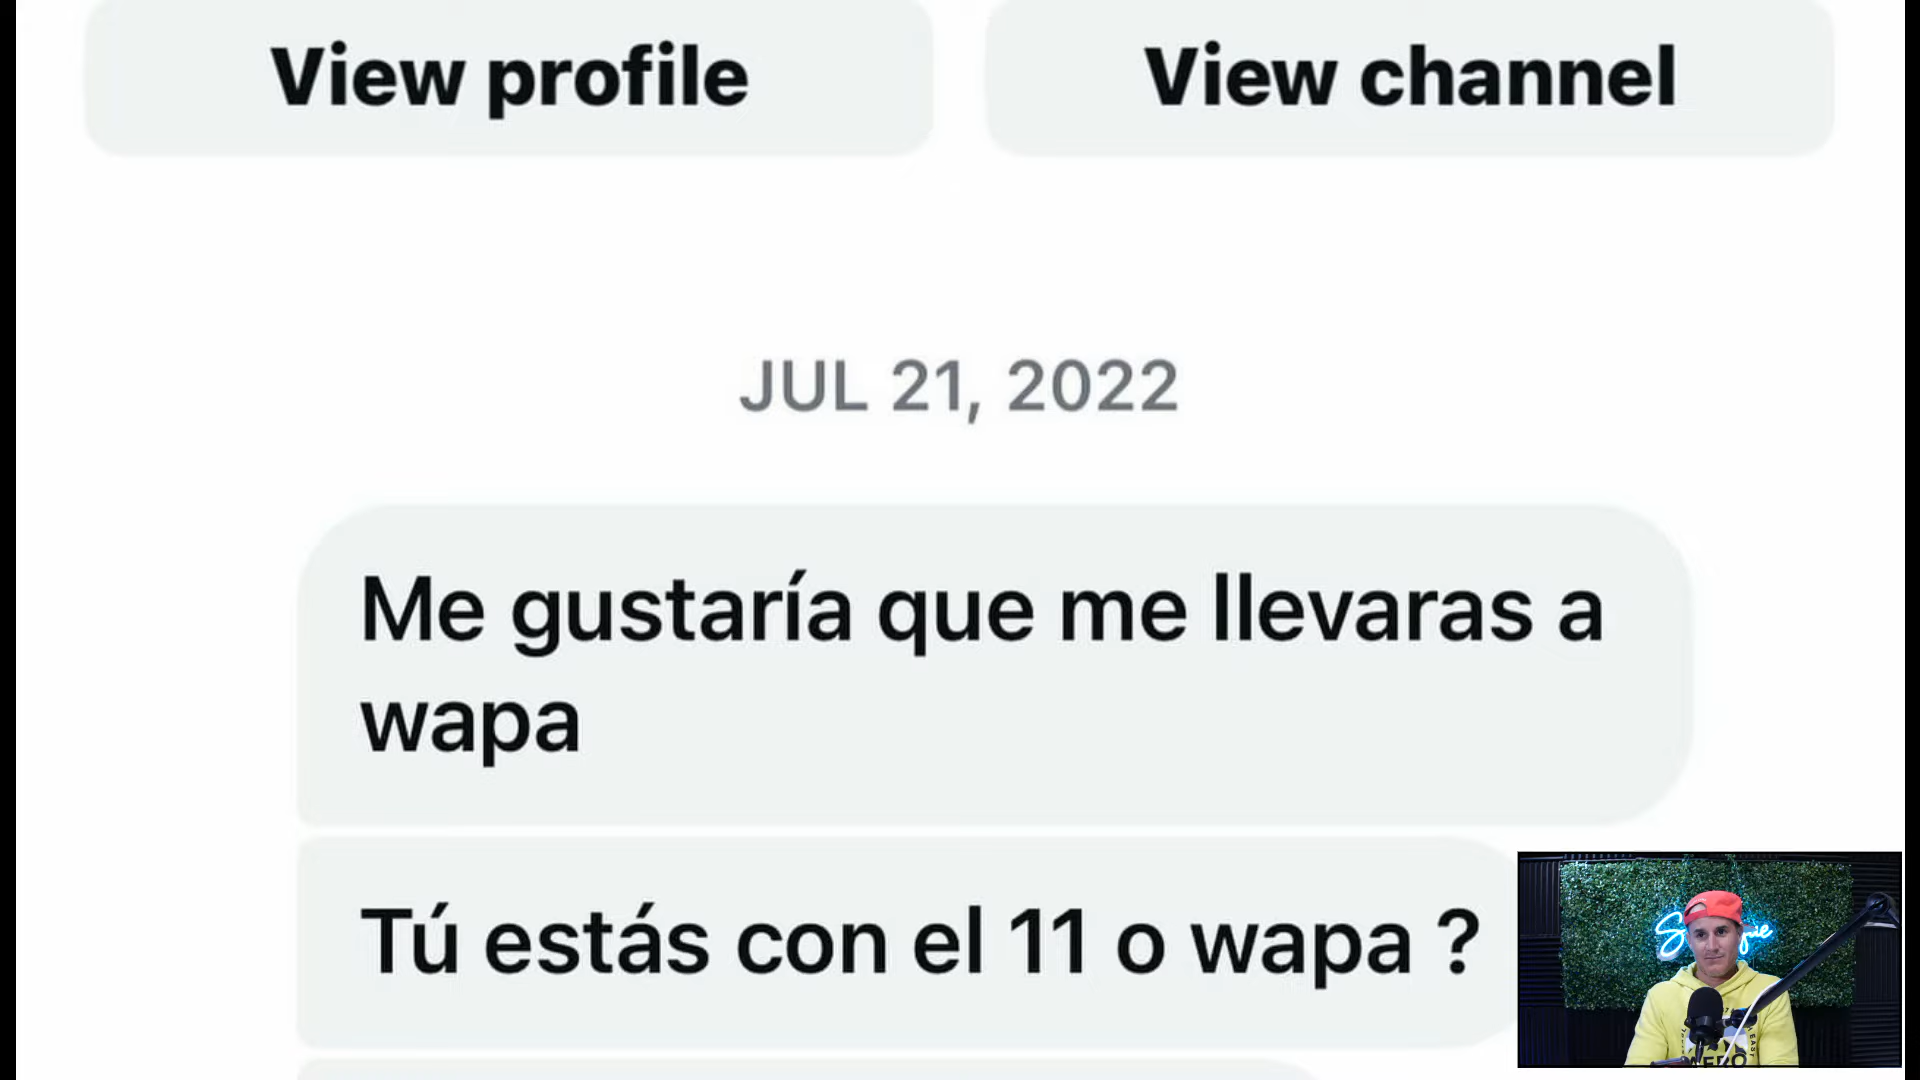 View profile
View channel
JUL 21, 2022
Me gustaría que me llevaras a
wapa
Tú estás con el 11 o wapa ?